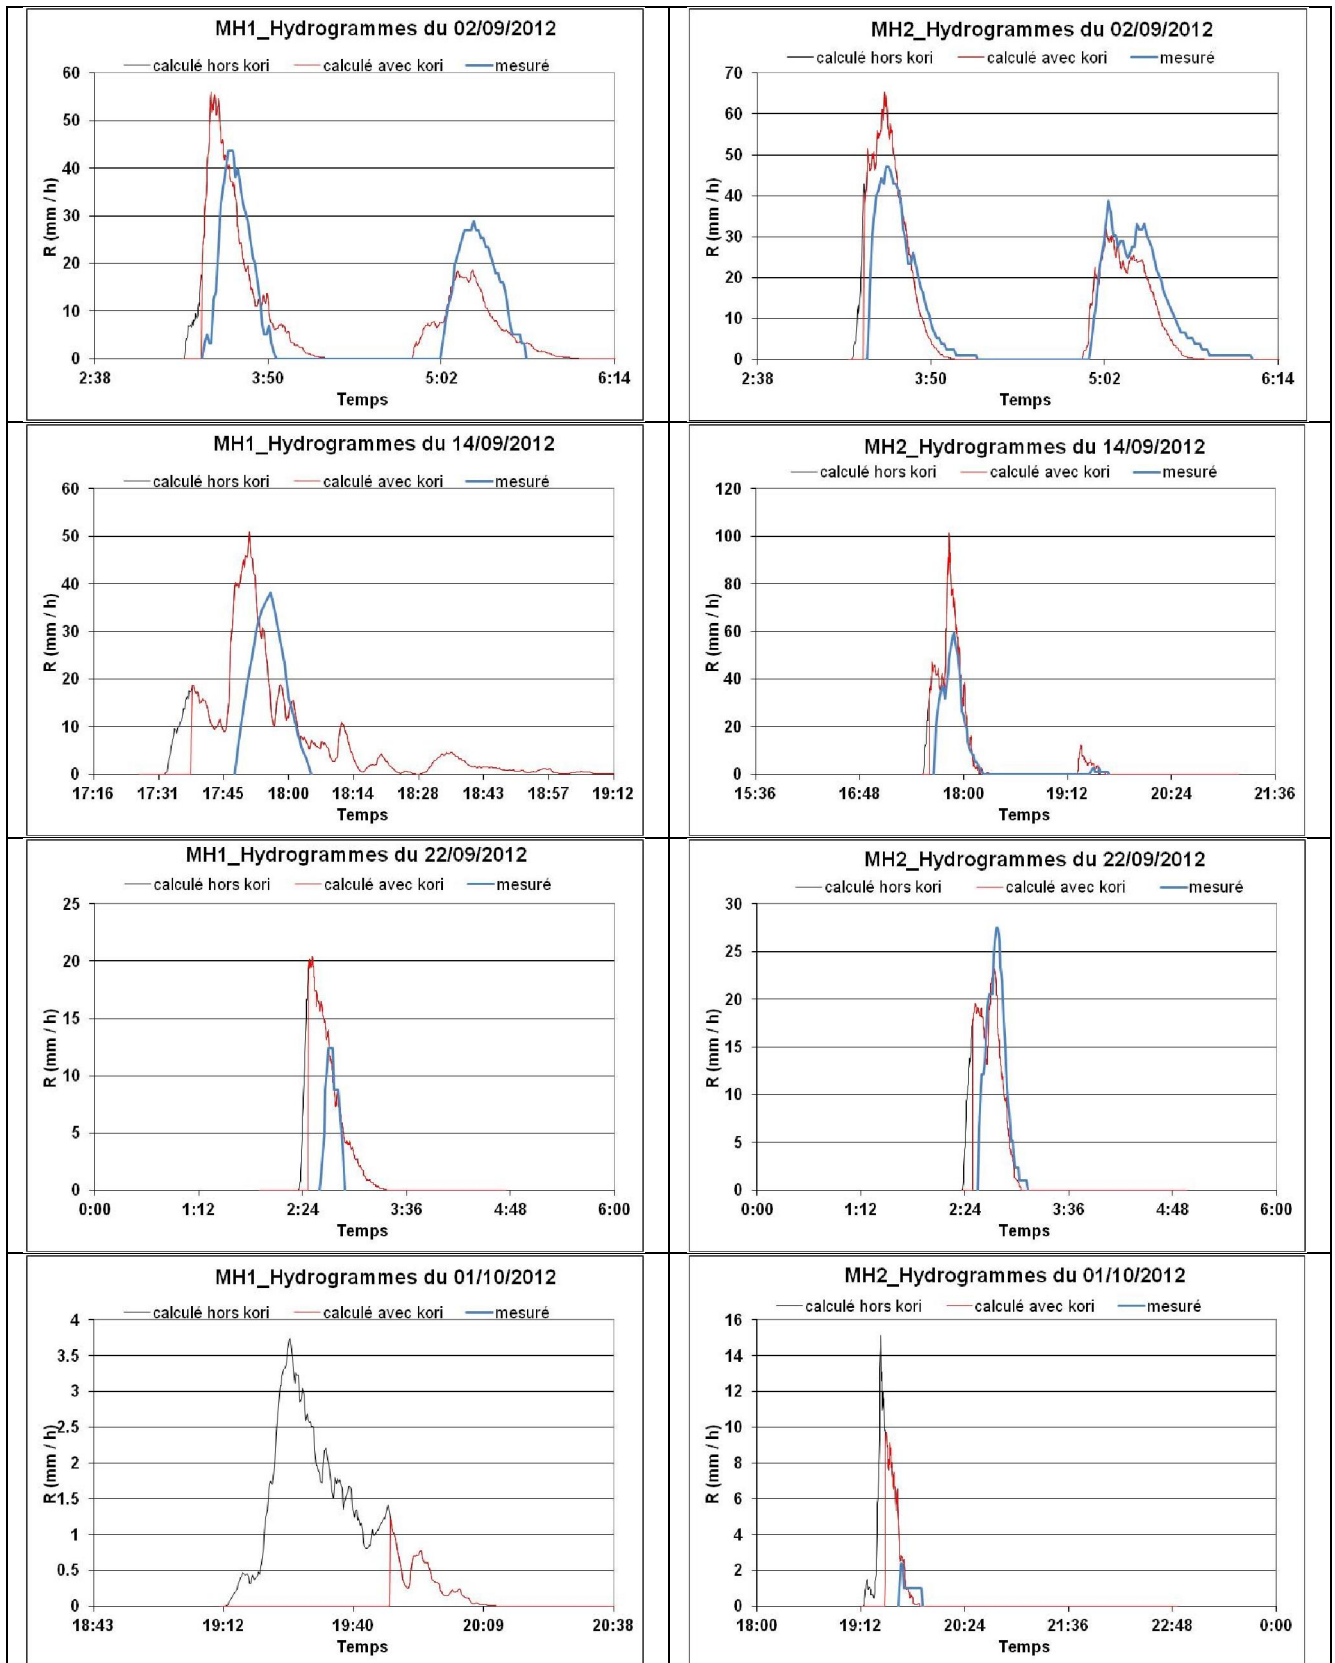 MH1_Hydrogrammes du 02/09/2012
calculé hors kori calculé avec kori mesuré
R (mm / h)
60
50
40
30
20
10
0
2:38 3:50 5:02 6:14
Temps
MH2_Hydrogrammes du 02/09/2012
calculé hors kori calculé avec kori mesuré
R (mm / h)
70
60
50
40
30
20
10
0
2:38 3:50 5:02 6:14
Temps
MH1_Hydrogrammes du 14/09/2012
calculé hors kori calculé avec kori mesuré
R (mm / h)
60
50
40
30
20
10
0
17:16 17:31 17:45 18:00 18:14 18:28 18:43 18:57 19:12
Temps
MH2_Hydrogrammes du 14/09/2012
calculé hors kori calculé avec kori mesuré
R (mm / h)
120
100
80
60
40
20
0
15:36 16:48 18:00 19:12 20:24 21:36
Temps
MH1_Hydrogrammes du 22/09/2012
calculé hors kori calculé avec kori mesuré
R (mm / h)
25
20
15
10
5
0
0:00 1:12 2:24 3:36 4:48 6:00
Temps
MH2_Hydrogrammes du 22/09/2012
calculé hors kori calculé avec kori mesuré
R (mm / h)
30
25
20
15
10
5
0
0:00 1:12 2:24 3:36 4:48 6:00
Temps
MH1_Hydrogrammes du 01/10/2012
calculé hors kori calculé avec kori mesuré
R (mm / h)
4
3.5
3
2.5
2
1.5
1
0.5
0
18:43 19:12 19:40 20:09 20:38
Temps
MH2_Hydrogrammes du 01/10/2012
calculé hors kori calculé avec kori mesuré
R (mm / h)
16
14
12
10
8
6
4
2
0
18:00 19:12 20:24 21:36 22:48 0:00
Temps